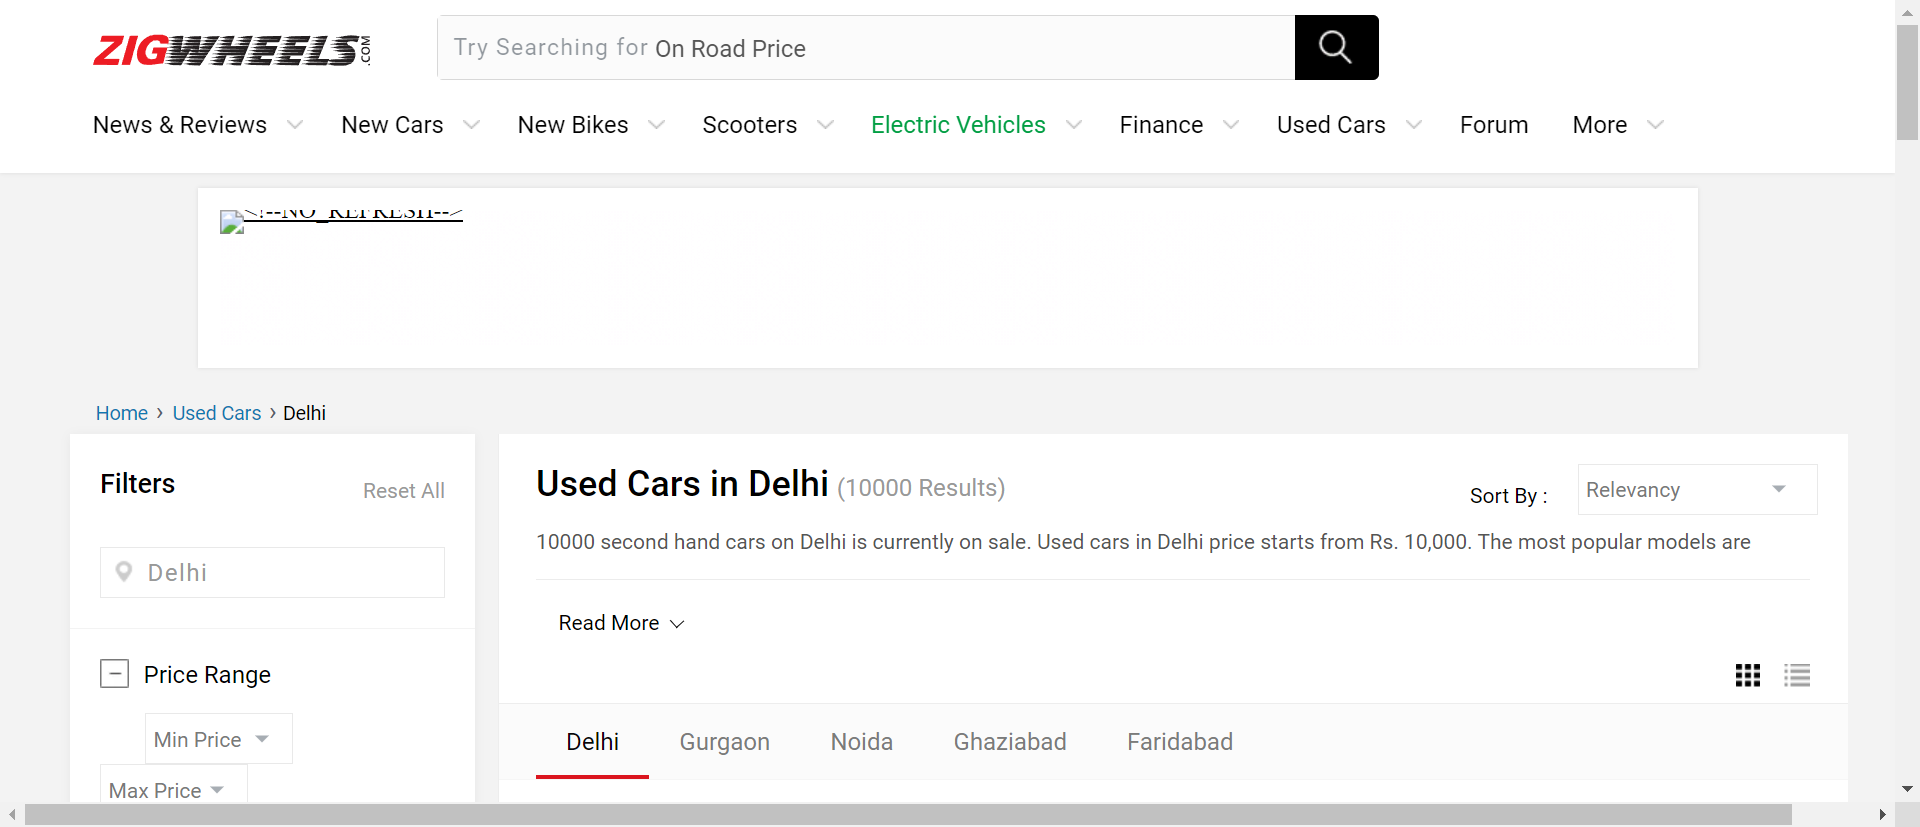 ZIGWHEELS.COM
Try Searching for On Road Price
News & Reviews New Cars New Bikes Scooters Electric Vehicles Finance Used Cars Forum More
<!--NO_REFRESH-->
Home › Used Cars › Delhi
Filters
Reset All
Delhi
Price Range
Min Price
Max Price
Used Cars in Delhi (10000 Results)
Sort By : Relevancy
10000 second hand cars on Delhi is currently on sale. Used cars in Delhi price starts from Rs. 10,000. The most popular models are
Read More
Delhi Gurgaon Noida Ghaziabad Faridabad